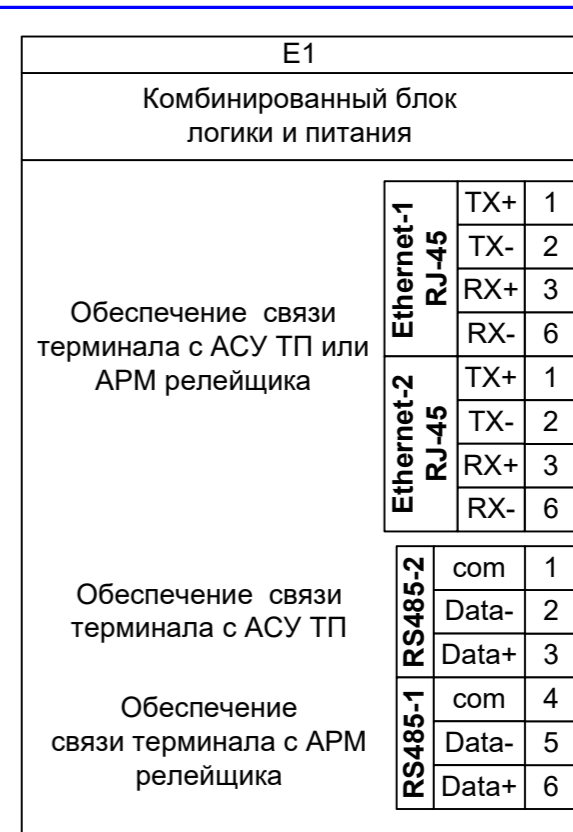 E1
Комбинированный блок
логики и питания
Обеспечение связи
терминала с АСУ ТП или
АРМ релейщика
Ethernet-1
RJ-45
TX+ 1
TX- 2
RX+ 3
RX- 6
Ethernet-2
RJ-45
TX+ 1
TX- 2
RX+ 3
RX- 6
Обеспечение связи
терминала с АСУ ТП
RS485-2
com 1
Data- 2
Data+ 3
Обеспечение
связи терминала с АРМ
релейщика
RS485-1
com 4
Data- 5
Data+ 6